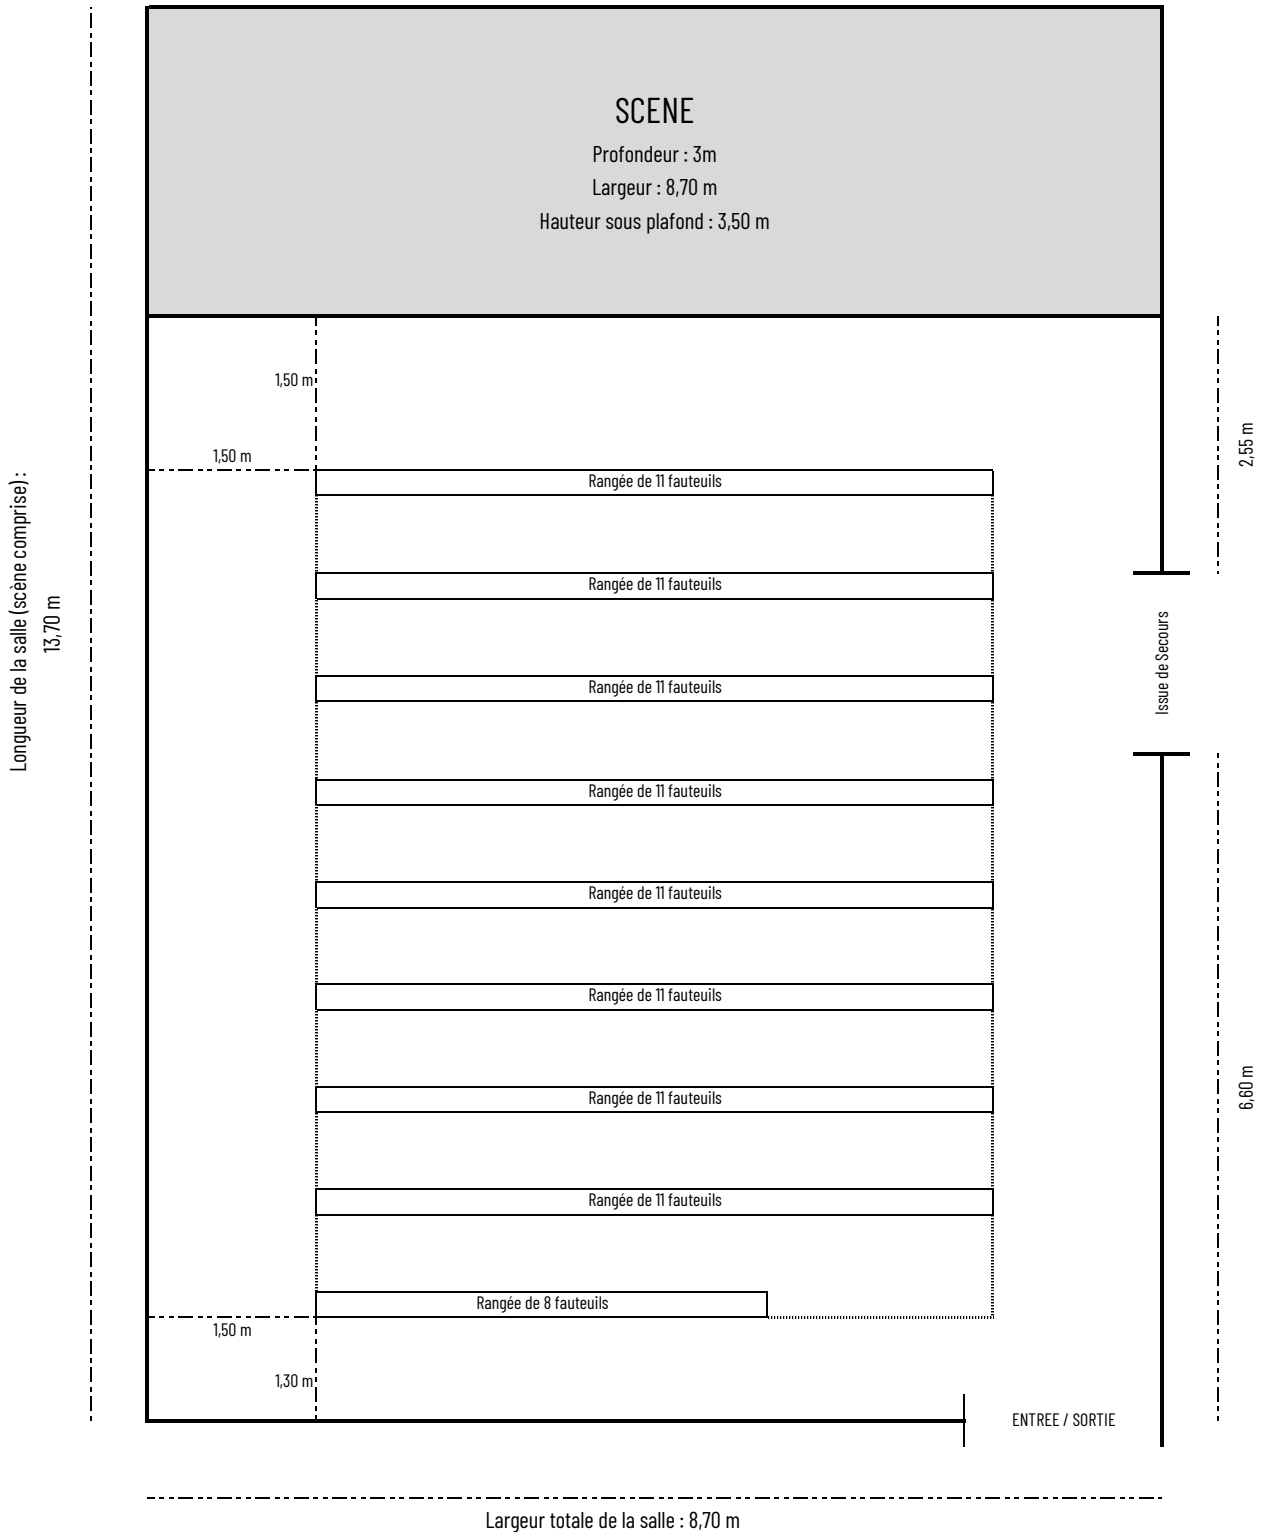 SCENE
Profondeur : 3m
Largeur : 8,70 m
Hauteur sous plafond : 3,50 m
1,50 m
1,50 m
2,55 m
Longueur de la salle (scène comprise) :
13,70 m
Rangée de 11 fauteuils
Rangée de 11 fauteuils
Issue de Secours
Rangée de 11 fauteuils
Rangée de 11 fauteuils
Rangée de 11 fauteuils
Rangée de 11 fauteuils
Rangée de 11 fauteuils
6,60 m
Rangée de 11 fauteuils
Rangée de 8 fauteuils
1,50 m
1,30 m
ENTREE / SORTIE
Largeur totale de la salle : 8,70 m